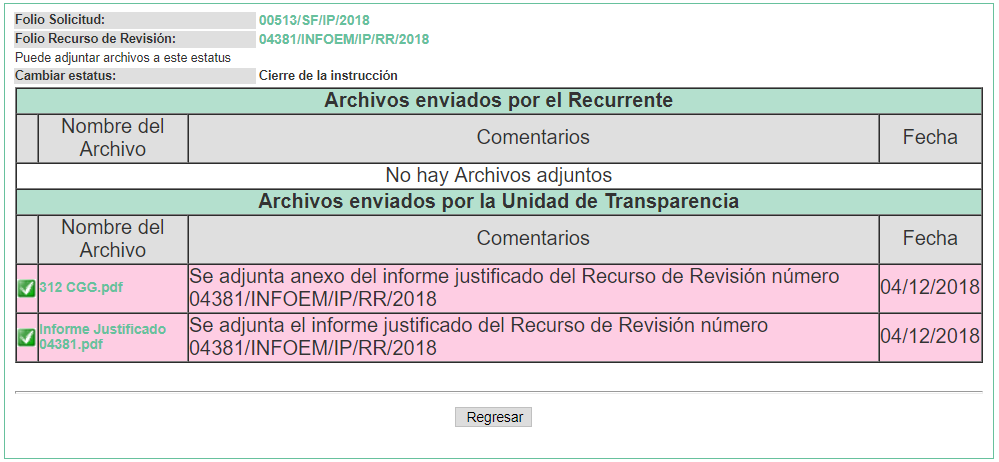 Folio Solicitud: 00513/SF/IP/2018
Folio Recurso de Revisión: 04381/INFOEM/IP/RR/2018
Puede adjuntar archivos a este estatus
Cambiar estatus: Cierre de la instrucción
Archivos enviados por el Recurrente
Nombre del
Archivo
Comentarios
Fecha
No hay Archivos adjuntos
Archivos enviados por la Unidad de Transparencia
Nombre del
Archivo
Comentarios
Fecha
312 CGG.pdf
Se adjunta anexo del informe justificado del Recurso de Revisión número
04381/INFOEM/IP/RR/2018
04/12/2018
Informe Justificado
04381.pdf
Se adjunta el informe justificado del Recurso de Revisión número
04381/INFOEM/IP/RR/2018
04/12/2018
Regresar